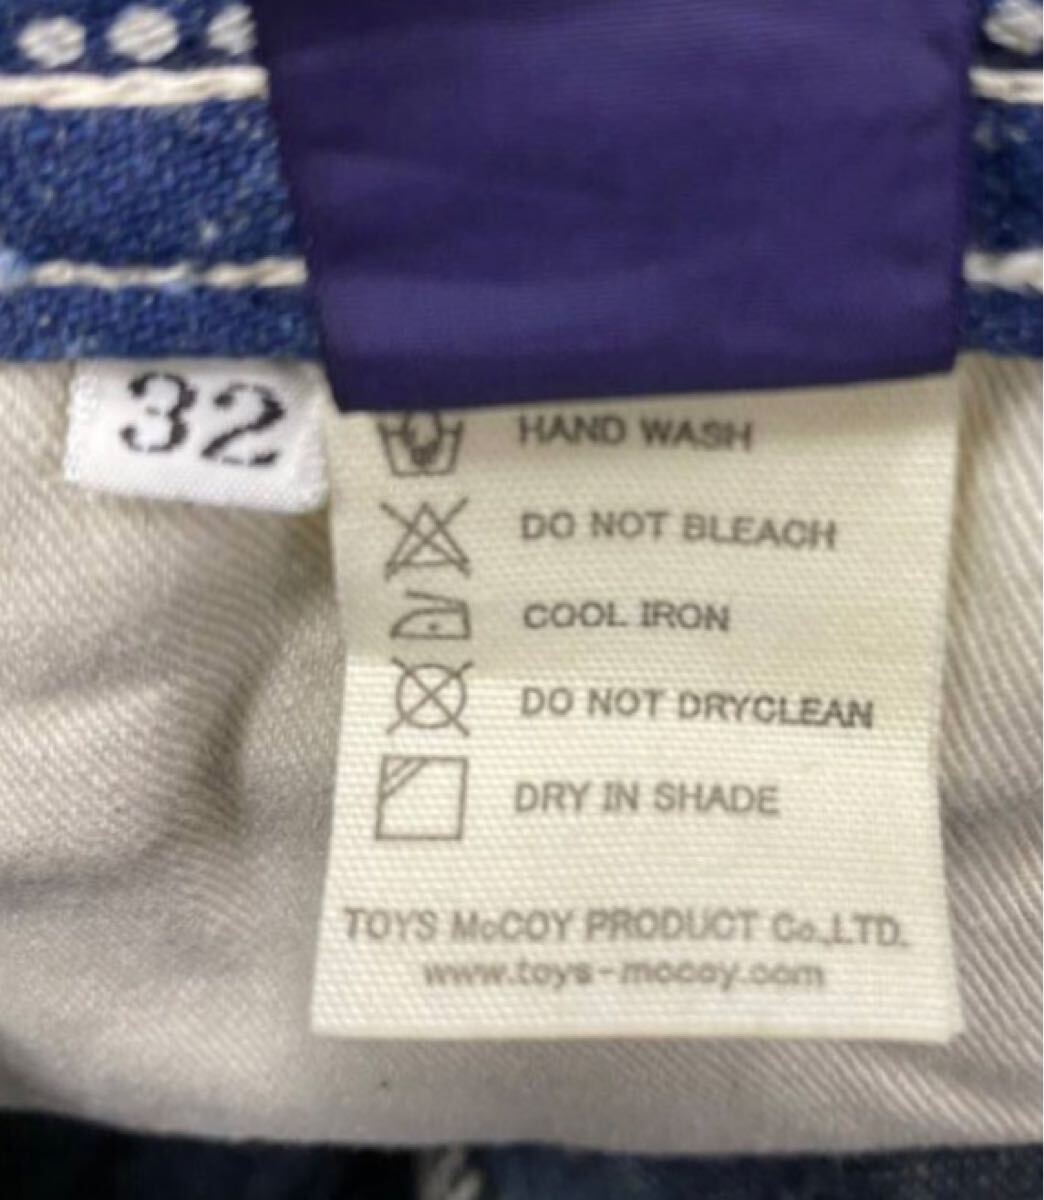 32
HAND WASH
DO NOT BLEACH
COOL IRON
DO NOT DRYCLEAN
DRY IN SHADE
TOYS McCOY PRODUCT Co.,LTD.
www.toys-mccoy.com